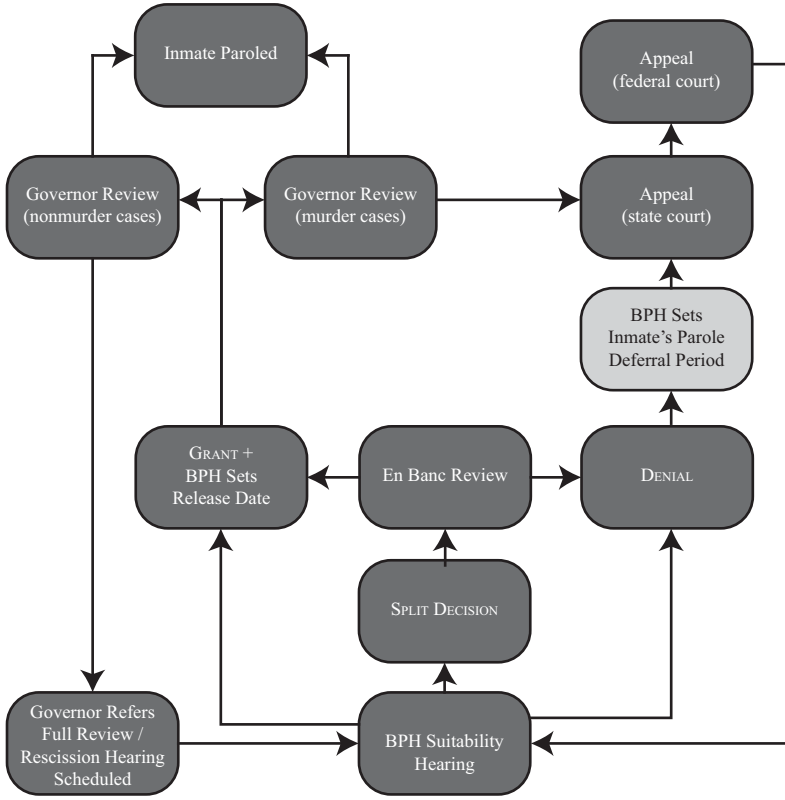 Inmate Paroled
Appeal
(federal court)
Governor Review
(nonmurder cases)
Governor Review
(murder cases)
Appeal
(state court)
BPH Sets
Inmate’s Parole
Deferral Period
GRANT +
BPH Sets
Release Date
En Banc Review
DENIAL
SPLIT DECISION
Governor Refers
Full Review /
Rescission Hearing
Scheduled
BPH Suitability
Hearing